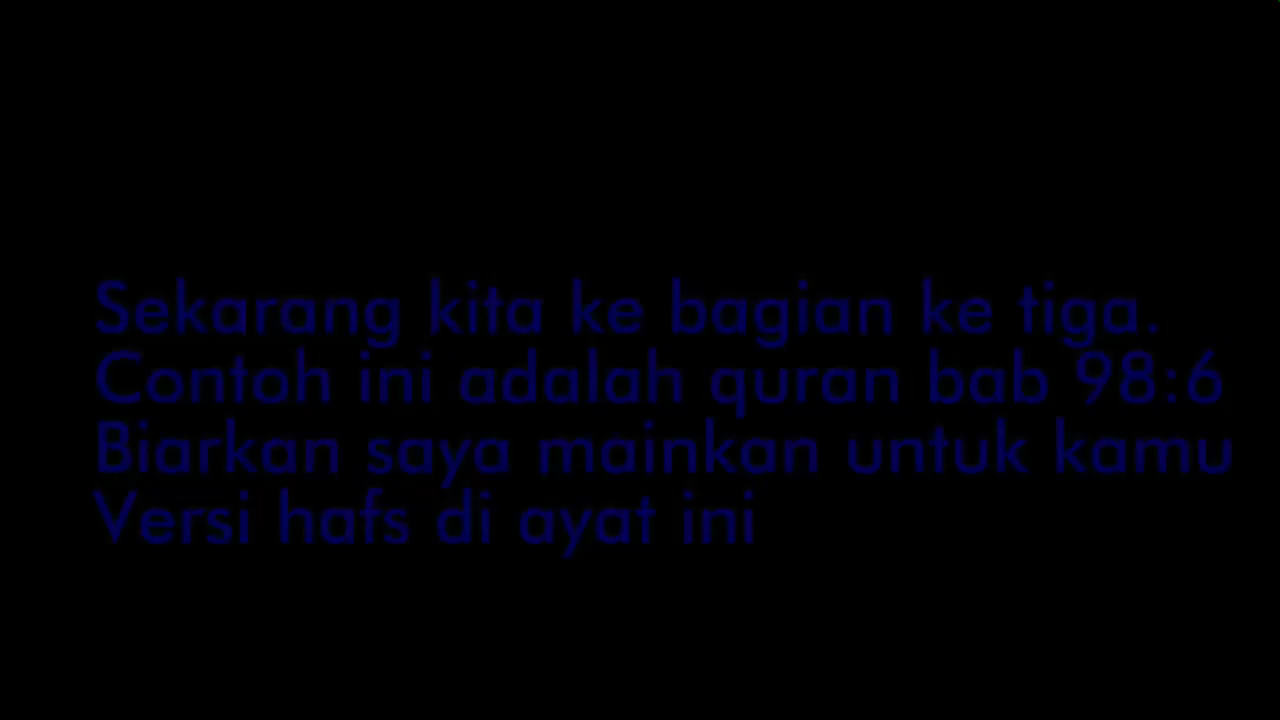 Sekarang kita ke bagian ke tiga.
Contoh ini adalah quran bab 98:6
Biarkan saya mainkan untuk kamu
Versi hafs di ayat ini